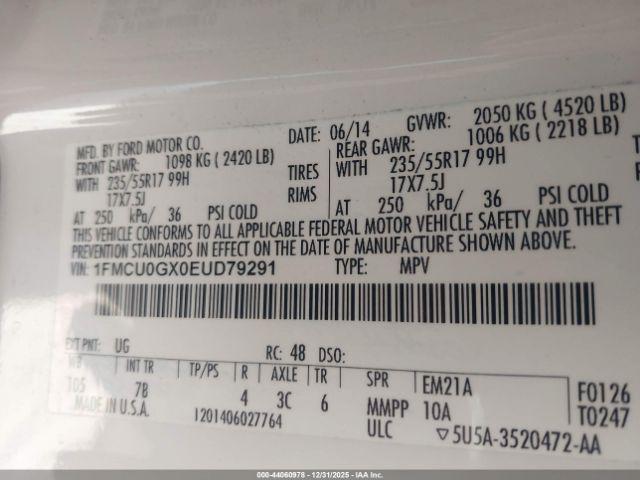 MFD. BY FORD MOTOR CO. DATE: 06/14 GVWR: 2050 KG ( 4520 LB)
FRONT GAWR: 1098 KG ( 2420 LB) REAR GAWR: 1006 KG ( 2218 LB)
WITH 235/55R17 99H TIRES WITH 235/55R17 99H
17X7.5J RIMS 17X7.5J
AT 250 kPa/ 36 PSI COLD AT 250 kPa/ 36 PSI COLD
THIS VEHICLE CONFORMS TO ALL APPLICABLE FEDERAL MOTOR VEHICLE SAFETY AND THEFT
PREVENTION STANDARDS IN EFFECT ON THE DATE OF MANUFACTURE SHOWN ABOVE.
VIN: 1FMCU0GX0EUD79291 TYPE: MPV
EXT PNT: UG RC: 48 DSO:
WB INT TR TP/PS R AXLE TR SPR EM21A F0126
105 7B 4 3C 6 MMPP 10A T0247
MADE IN U.S.A. 1201406027764 ULC ▽5U5A-3520472-AA
000-44060978 - 12/31/2025 - IAA Inc.